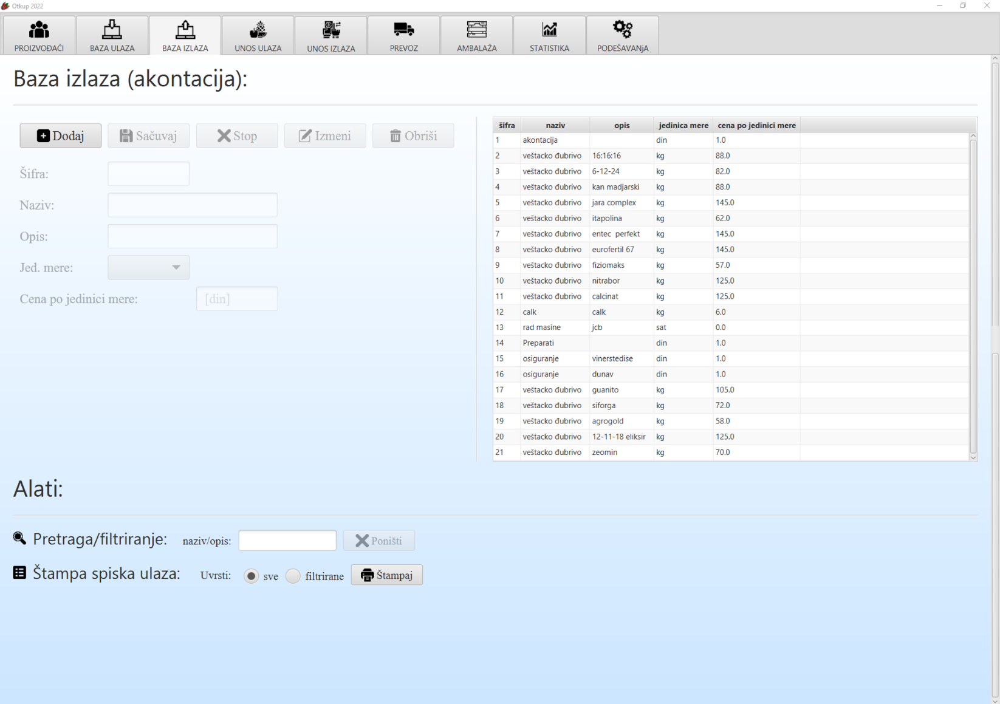 Otkup 2022
PROIZVOĐAČI BAZA ULAZA BAZA IZLAZA UNOS ULAZA UNOS IZLAZA PREVOZ AMBALAŽA STATISTIKA PODEŠAVANjA
Baza izlaza (akontacija):
Dodaj Sačuvaj Stop Izmeni Obriši
Šifra:
Naziv:
Opis:
Jed. mere:
Cena po jedinici mere: [din]
šifra naziv opis jedinica mere cena po jedinici mere
1 akontacija din 1.0
2 veštacko đubrivo 16:16:16 kg 88.0
3 veštacko đubrivo 6-12-24 kg 82.0
4 veštacko đubrivo kan madjarski kg 88.0
5 veštacko đubrivo jara complex kg 145.0
6 veštacko đubrivo itapolina kg 62.0
7 veštacko đubrivo entec perfekt kg 145.0
8 veštacko đubrivo eurofertil 67 kg 145.0
9 veštacko đubrivo fiziomaks kg 57.0
10 veštacko đubrivo nitrabor kg 125.0
11 veštacko đubrivo calcinat kg 125.0
12 calk calk kg 6.0
13 rad masine jcb sat 0.0
14 Preparati din 1.0
15 osiguranje vinerstedise din 1.0
16 osiguranje dunav din 1.0
17 veštacko đubrivo guanito kg 105.0
18 veštacko đubrivo siforga kg 72.0
19 veštacko đubrivo agrogold kg 58.0
20 veštacko đubrivo 12-11-18 eliksir kg 125.0
21 veštacko đubrivo zeomin kg 70.0
Alati:
Pretraga/filtriranje: naziv/opis: Poništi
Štampa spiska ulaza: Uvrsti: sve filtrirane Štampaj